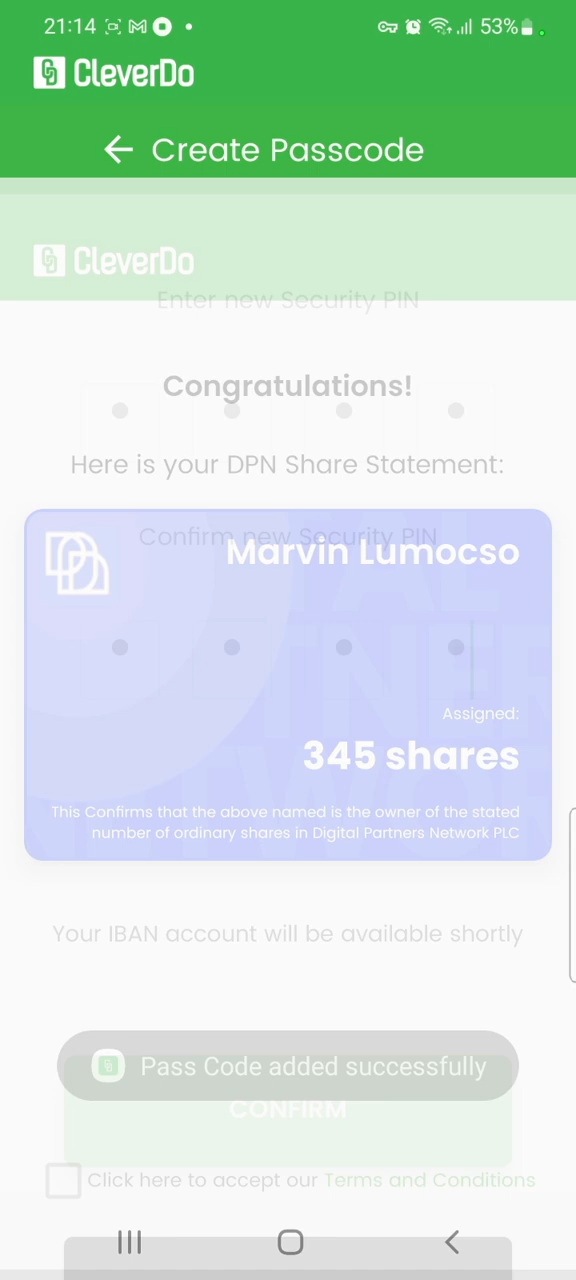 21:14
53%
CleverDo
Create Passcode
CleverDo
Enter new Security PIN
Congratulations!
Here is your DPN Share Statement:
Confirm new Security PIN
Marvin Lumocso
Assigned:
345 shares
This Confirms that the above named is the owner of the stated
number of ordinary shares in Digital Partners Network PLC
Your IBAN account will be available shortly
Pass Code added successfully
CONFIRM
Click here to accept our Terms and Conditions